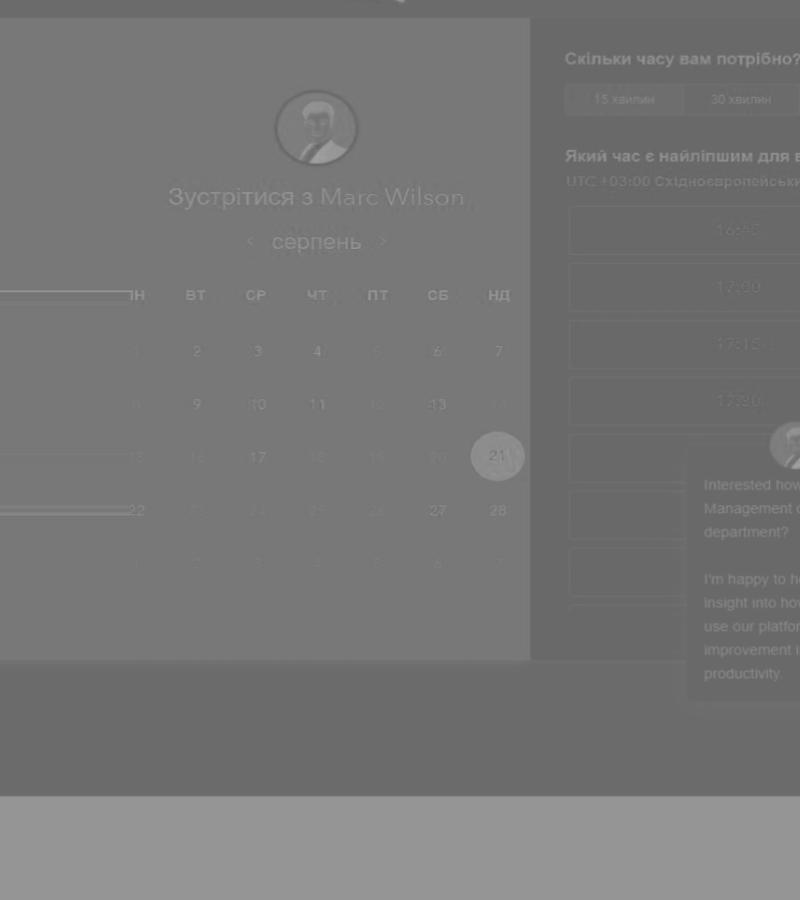 Зустрітися з Marc Wilson
< серпень >
ВТ СР ЧТ ПТ СБ НД
1 2 3 4 5 6 7
8 9 10 11 12 13 14
15 16 17 18 19 20 21
22 23 24 25 26 27 28
1 2 3 4 5 6 7
Скільки часу вам потрібно?
15 хвилин 30 хвилин
Який час є найліпшим для
UTC +03:00 Східноєвропейськи
16:45
17:00
17:15
17:30
Interested how
Management
department?
I'm happy to
insight into how
use our platfor
improvement
productivity.